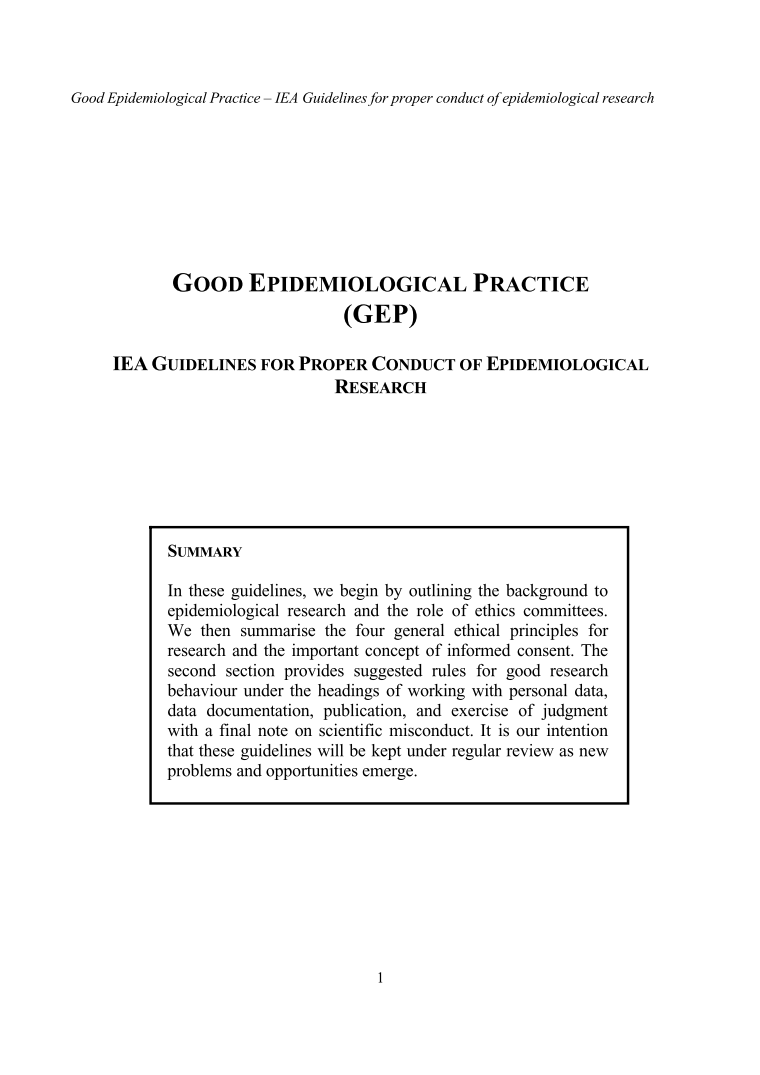 Good Epidemiological Practice – IEA Guidelines for proper conduct of epidemiological research
GOOD EPIDEMIOLOGICAL PRACTICE
(GEP)
IEA GUIDELINES FOR PROPER CONDUCT OF EPIDEMIOLOGICAL
RESEARCH
SUMMARY
In these guidelines, we begin by outlining the background to
epidemiological research and the role of ethics committees.
We then summarise the four general ethical principles for
research and the important concept of informed consent. The
second section provides suggested rules for good research
behaviour under the headings of working with personal data,
data documentation, publication, and exercise of judgment
with a final note on scientific misconduct. It is our intention
that these guidelines will be kept under regular review as new
problems and opportunities emerge.
1